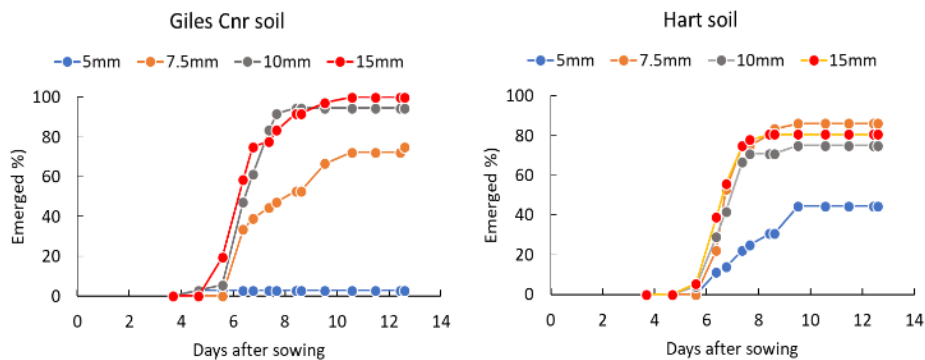 Giles Cnr soil
5mm 7.5mm 10mm 15mm
100
80
60
40
20
0
Emerged %)
0 2 4 6 8 10 12 14
Days after sowing
Hart soil
5mm 7.5mm 10mm 15mm
100
80
60
40
20
0
Emerged %)
0 2 4 6 8 10 12 14
Days after sowing